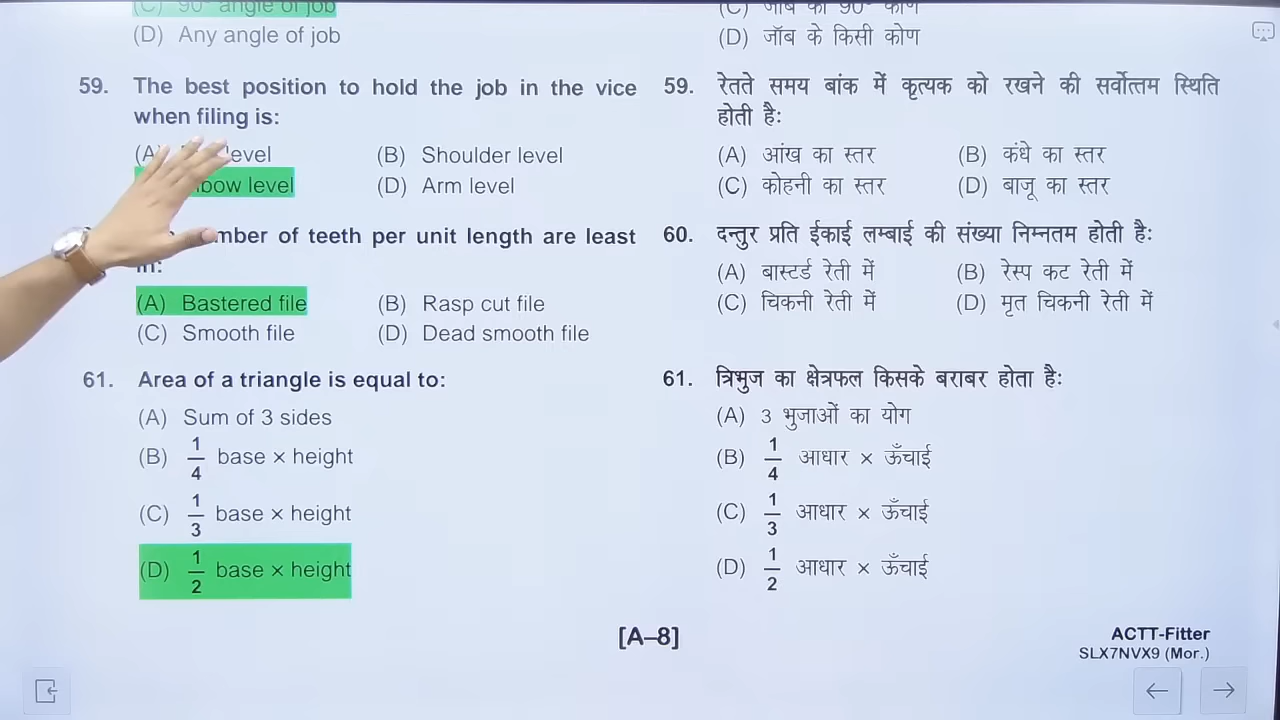 (C) 90° angle of job
(D) Any angle of job
59. The best position to hold the job in the vice
when filing is:
(A) level
(B) Shoulder level
bow level
(D) Arm level
mber of teeth per unit length are least
in:
(A) Bastered file
(B) Rasp cut file
(C) Smooth file
(D) Dead smooth file
61. Area of a triangle is equal to:
(A) Sum of 3 sides
(B) 1/4 base × height
(C) 1/3 base × height
(D) 1/2 base × height
(C) जॉब का 90° कोण
(D) जॉब के किसी कोण
59. रेतते समय बांक में कृत्यक को रखने की सर्वोत्तम स्थिति
होती है:
(A) आंख का स्तर
(B) कंधे का स्तर
(C) कोहनी का स्तर
(D) बाजू का स्तर
60. दन्तुर प्रति ईकाई लम्बाई की संख्या निम्नतम होती है:
(A) बास्टर्ड रेती में
(B) रेस्प कट रेती में
(C) चिकनी रेती में
(D) मृत चिकनी रेती में
61. त्रिभुज का क्षेत्रफल किसके बराबर होता है:
(A) 3 भुजाओं का योग
(B) 1/4 आधार × ऊँचाई
(C) 1/3 आधार × ऊँचाई
(D) 1/2 आधार × ऊँचाई
[A–8]
ACTT-Fitter
SLX7NVX9 (Mor.)